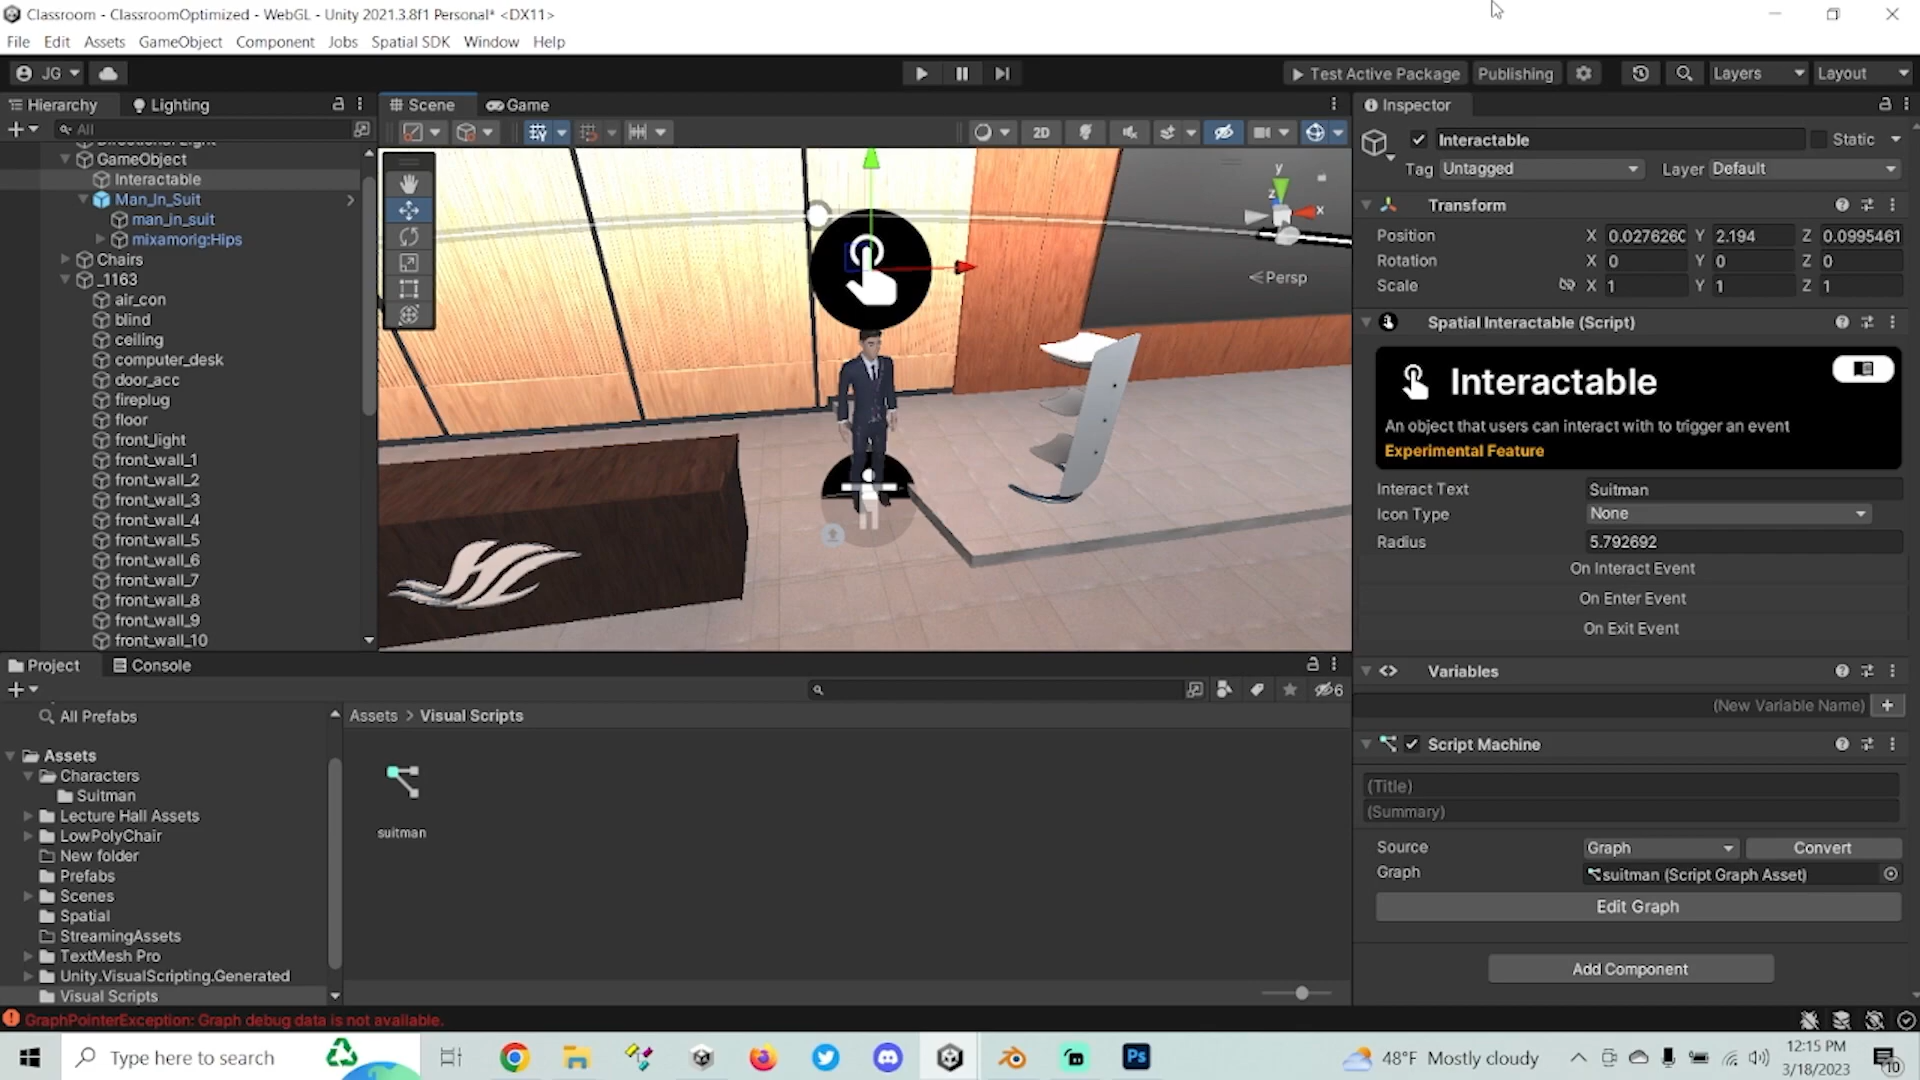 Classroom - ClassroomOptimized - WebGL - Unity 2021.3.8f1 Personal* <DX11>
File Edit Assets GameObject Component Jobs Spatial SDK Window Help
JG Test Active Package Publishing Layers Layout
Hierarchy Lighting
All
Directional Light
GameObject
Interactable
Man_In_Suit
man_in_suit
mixamorig:Hips
Chairs
_1163
air_con
blind
ceiling
computer_desk
door_acc
fireplug
floor
front_light
front_wall_1
front_wall_2
front_wall_3
front_wall_4
front_wall_5
front_wall_6
front_wall_7
front_wall_8
front_wall_9
front_wall_10
Scene Game
2D
y
z
x
Persp
Inspector
Interactable Static
Tag Untagged Layer Default
Transform
Position X 0.0276260 Y 2.194 Z 0.0995461
Rotation X 0 Y 0 Z 0
Scale X 1 Y 1 Z 1
Spatial Interactable (Script)
Interactable
An object that users can interact with to trigger an event
Experimental Feature
Interact Text Suitman
Icon Type None
Radius 5.792692
On Interact Event
On Enter Event
On Exit Event
Variables
(New Variable Name)
Script Machine
(Title)
(Summary)
Source Graph Convert
Graph suitman (Script Graph Asset)
Edit Graph
Add Component
Project Console
6
All Prefabs
Assets
Characters
Suitman
Lecture Hall Assets
LowPolyChair
New folder
Prefabs
Scenes
Spatial
StreamingAssets
TextMesh Pro
Unity.VisualScripting.Generated
Visual Scripts
Assets > Visual Scripts
suitman
GraphPointerException: Graph debug data is not available.
Type here to search
Ps
48°F Mostly cloudy
12:15 PM
3/18/2023
10